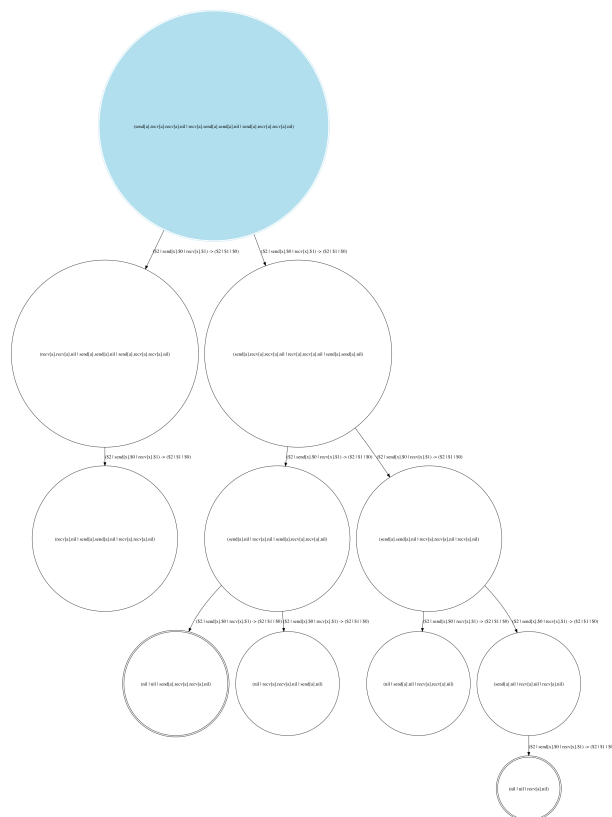 (send[a].recv[a].recv[a].nil | recv[a].send[a].send[a].nil | send[a].recv[a].recv[a].nil)
($2 | send[x].$0 | recv[x].$1) -> ($2 | $1 | $0)
($2 | send[x].$0 | recv[x].$1) -> ($2 | $1 | $0)
(recv[a].recv[a].nil | send[a].send[a].nil | send[a].recv[a].recv[a].nil)
(send[a].recv[a].recv[a].nil | recv[a].recv[a].nil | send[a].send[a].nil)
($2 | send[x].$0 | recv[x].$1) -> ($2 | $1 | $0)
($2 | send[x].$0 | recv[x].$1) -> ($2 | $1 | $0)
($2 | send[x].$0 | recv[x].$1) -> ($2 | $1 | $0)
(recv[a].nil | send[a].send[a].nil | recv[a].recv[a].nil)
(send[a].nil | recv[a].nil | send[a].recv[a].recv[a].nil)
(send[a].send[a].nil | recv[a].recv[a].nil | recv[a].nil)
($2 | send[x].$0 | recv[x].$1) -> ($2 | $1 | $0)
($2 | send[x].$0 | recv[x].$1) -> ($2 | $1 | $0)
($2 | send[x].$0 | recv[x].$1) -> ($2 | $1 | $0)
($2 | send[x].$0 | recv[x].$1) -> ($2 | $1 | $0)
(nil | nil | send[a].recv[a].recv[a].nil)
(nil | recv[a].recv[a].nil | send[a].nil)
(nil | send[a].nil | recv[a].recv[a].nil)
(send[a].nil | recv[a].nil | recv[a].nil)
($2 | send[x].$0 | recv[x].$1) -> ($2 | $1 | $
(nil | nil | recv[a].nil)